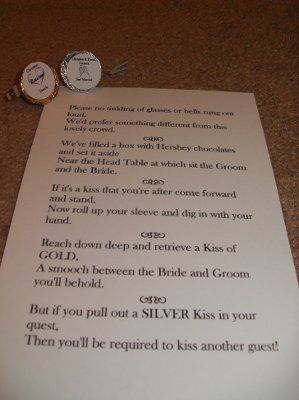 Please no tinkling of glasses or bells rung out
loud,
We'd prefer something different from this
lovely crowd.
We've filled a box with Hershey chocolates
and set it aside
Near the Head Table at which sit the Groom
and the Bride.
If it's a kiss that you're after come forward
and stand,
Now roll up your sleeve and dig in with your
hand.
Reach down deep and retrieve a Kiss of
GOLD,
A smooch between the Bride and Groom
you'll behold.
But if you pull out a SILVER Kiss in your
quest,
Then you'll be required to kiss another guest!